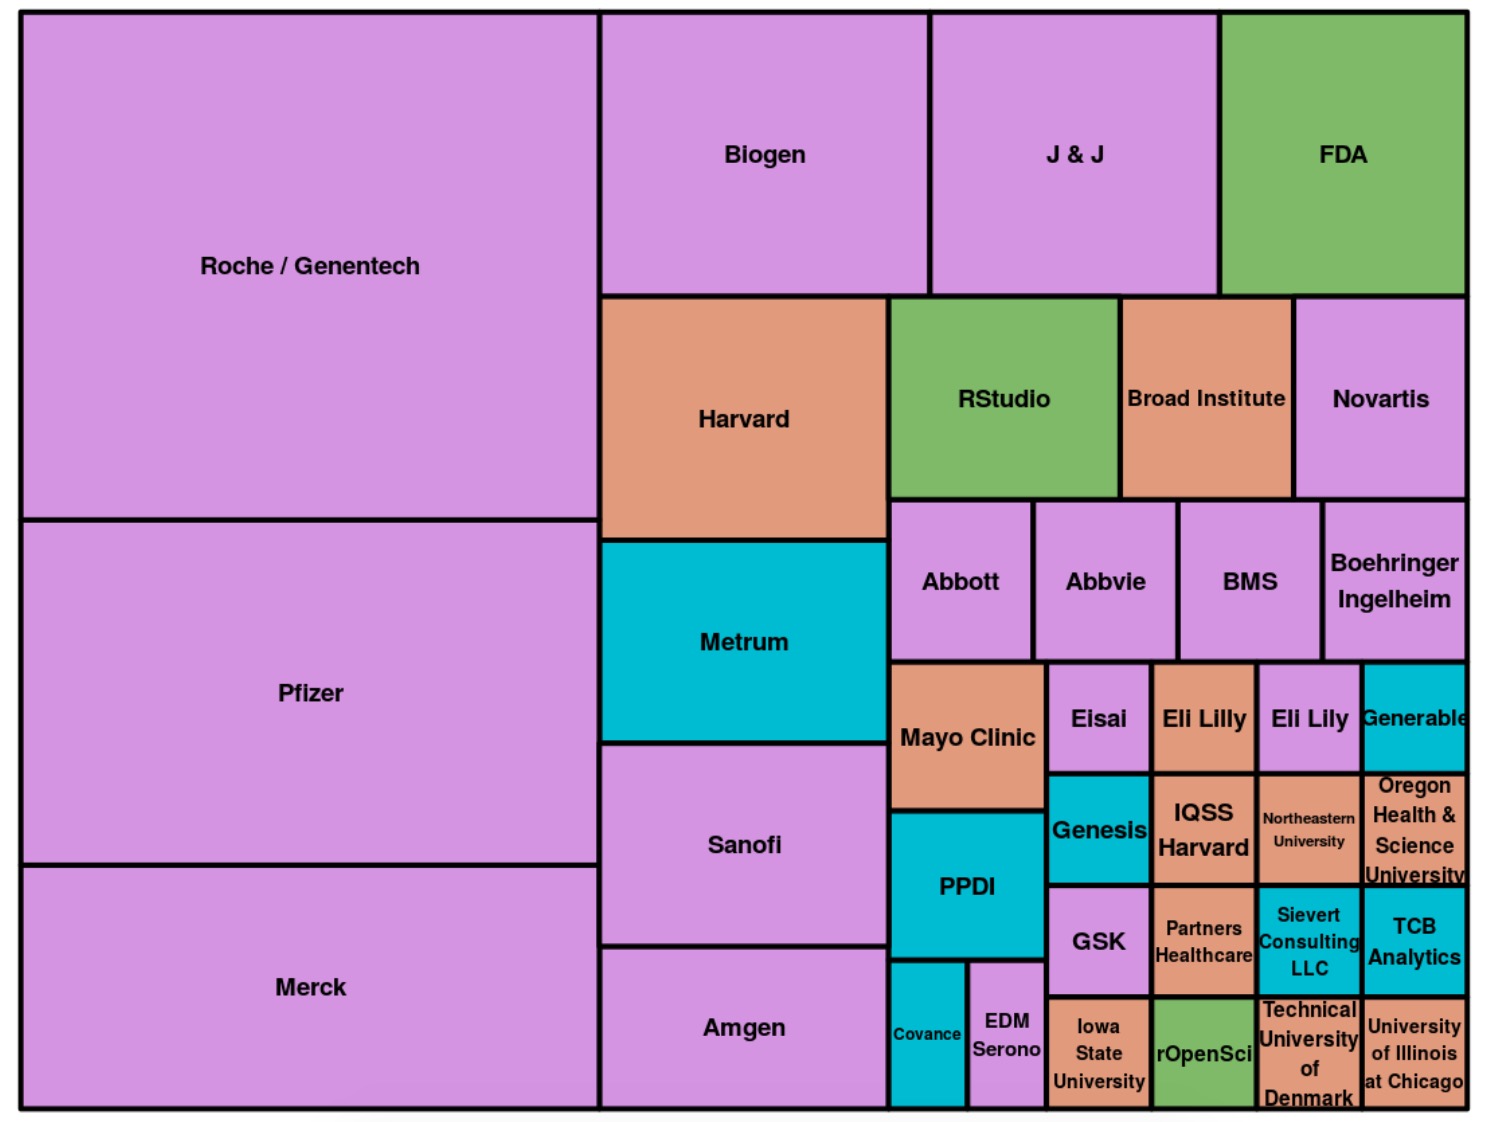 Roche / Genentech
Pfizer
Merck
Biogen
J & J
FDA
Harvard
Metrum
Sanofi
Amgen
RStudio
Broad Institute
Novartis
Abbott
Abbvie
BMS
Boehringer
Ingelheim
Mayo Clinic
PPDI
Covance
EDM
Serono
Eisai
Eli Lilly
Eli Lily
Generable
Genesis
IQSS
Harvard
Northeastern
University
Oregon
Health &
Science
University
GSK
Partners
Healthcare
Sievert
Consulting
LLC
TCB
Analytics
Iowa
State
University
rOpenSci
Technical
University
of
Denmark
University
of Illinois
at Chicago